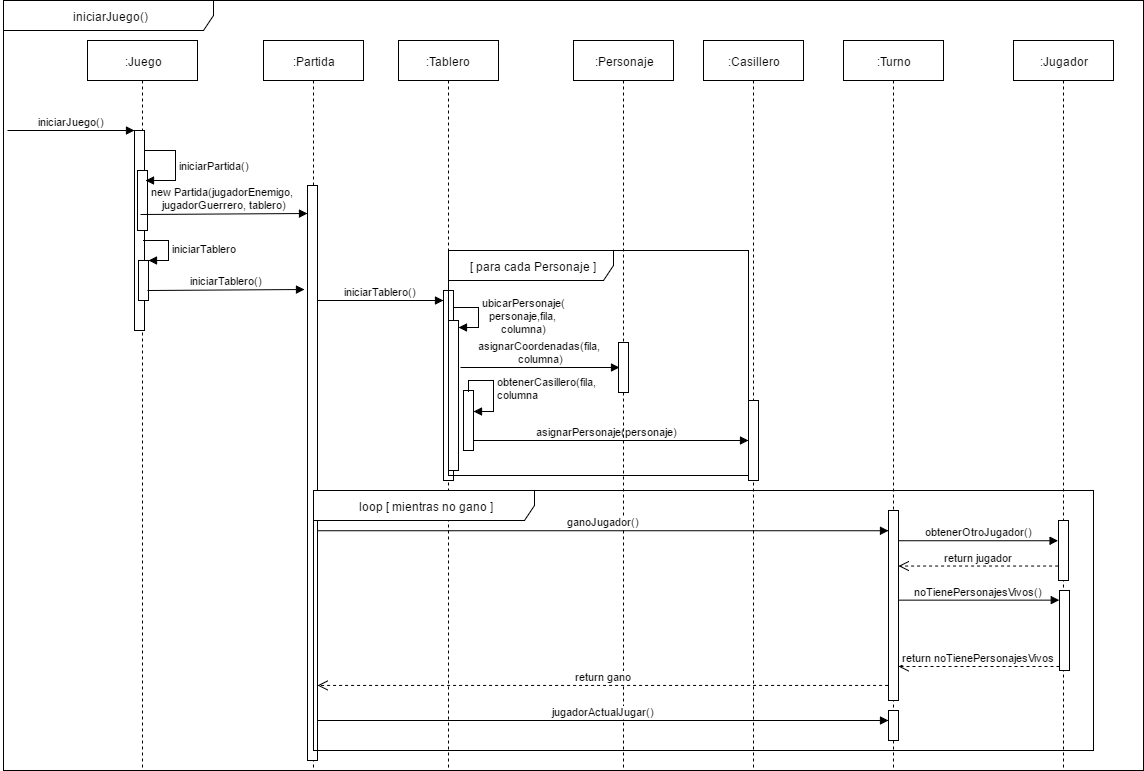 iniciarJuego()
:Juego
:Partida
:Tablero
:Personaje
:Casillero
:Turno
:Jugador
iniciarJuego()
iniciarPartida()
new Partida(jugadorEnemigo,
jugadorGuerrero, tablero)
iniciarTablero
iniciarTablero()
[ para cada Personaje ]
iniciarTablero()
ubicarPersonaje(
personaje,fila,
columna)
asignarCoordenadas(fila,
columna)
obtenerCasillero(fila,
columna
asignarPersonaje(personaje)
loop [ mientras no gano ]
ganoJugador()
obtenerOtroJugador()
return jugador
noTienePersonajesVivos()
return noTienePersonajesVivos
return gano
jugadorActualJugar()